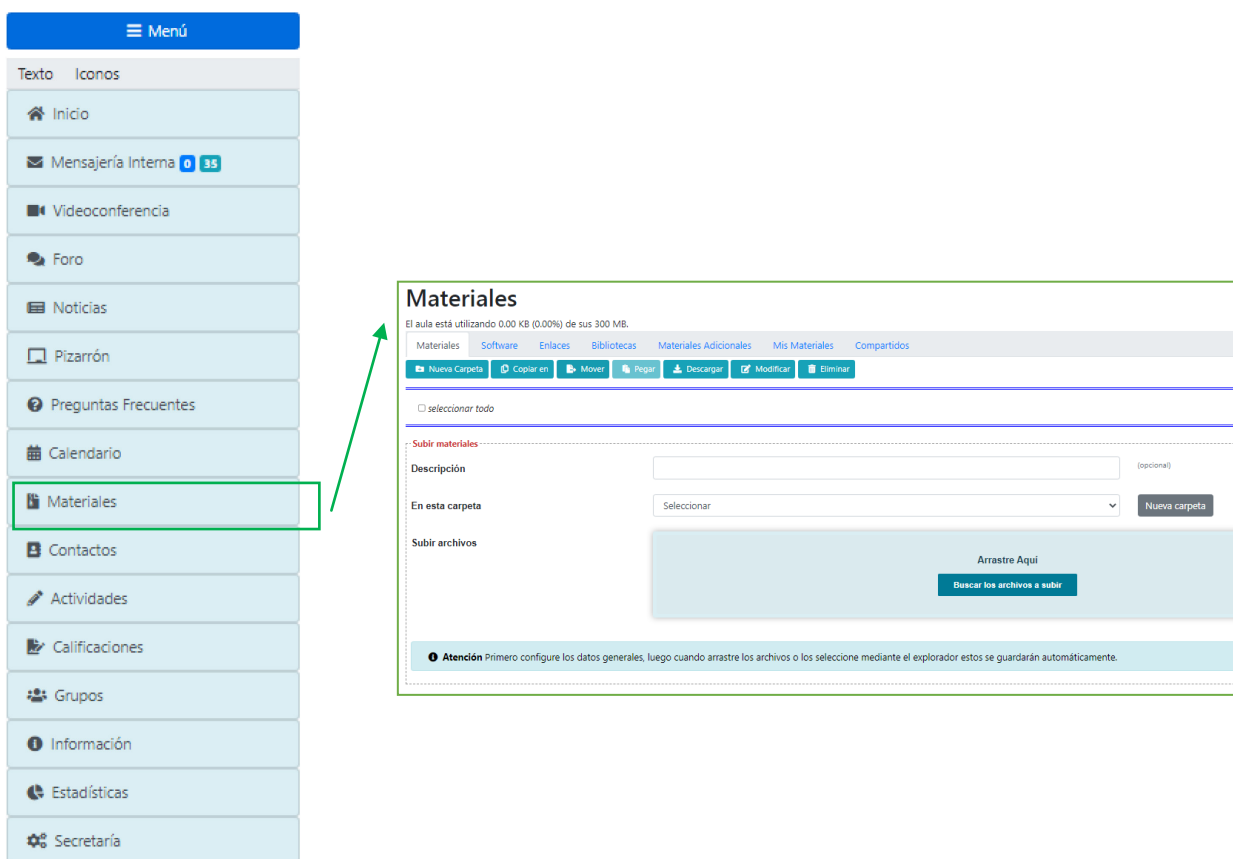 Menú
Texto Iconos
Inicio
Mensajería Interna 0 35
Videoconferencia
Foro
Noticias
Pizarrón
Preguntas Frecuentes
Calendario
Materiales
Contactos
Actividades
Calificaciones
Grupos
Información
Estadísticas
Secretaría
Materiales
El aula está utilizando 0.00 KB (0.00%) de sus 300 MB.
Materiales Software Enlaces Bibliotecas Materiales Adicionales Mis Materiales Compartidos
Nueva Carpeta Copiar en Mover Pegar Descargar Modificar Eliminar
seleccionar todo
Subir materiales
Descripción (opcional)
En esta carpeta Seleccionar Nueva carpeta
Subir archivos
Arrastre Aquí
Buscar los archivos a subir
Atención Primero configure los datos generales, luego cuando arrastre los archivos o los seleccione mediante el explorador estos se guardarán automáticamente.